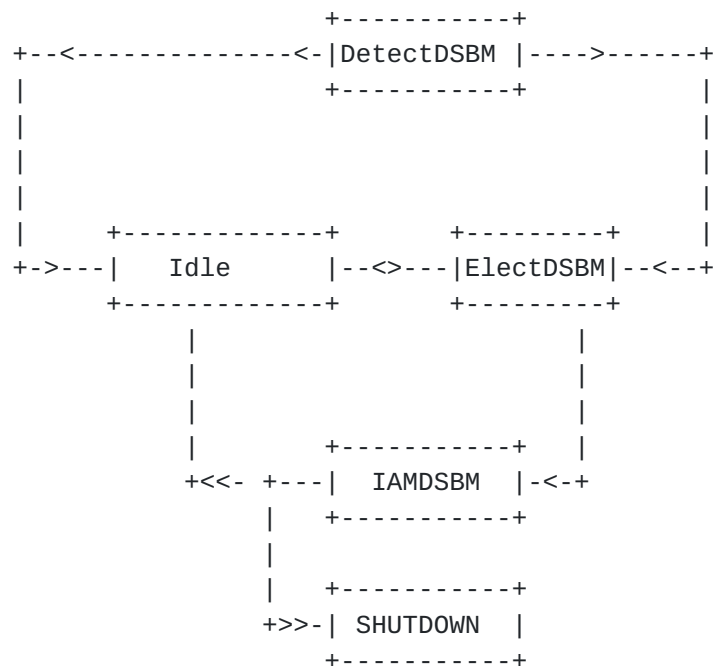 +-----------+
+--<--------------<-|DetectDSBM |---->------+
|                   +-----------+           |
|                                           |
|                                           |
|                                           |
|     +-------------+       +---------+     |
+->---|   Idle      |--<>---|ElectDSBM|--<--+
      +-------------+       +---------+
           |                       |
           |                       |
           |                       |
           |        +-----------+  |
           +<<- +---|  IAMDSBM  |-<-+
                |   +-----------+
                |
                |   +-----------+
                +>>-| SHUTDOWN  |
                    +-----------+